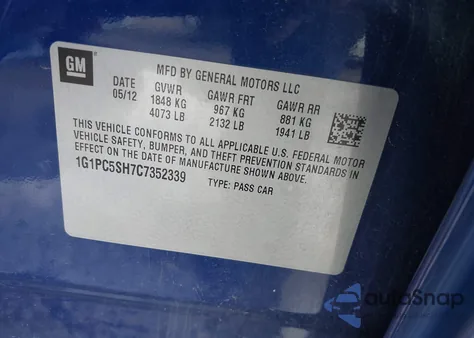 GM
MFD BY GENERAL MOTORS LLC
DATE GVWR GAWR FRT GAWR RR
05/12 1848 KG 967 KG 881 KG
4073 LB 2132 LB 1941 LB
THIS VEHICLE CONFORMS TO ALL APPLICABLE U.S. FEDERAL MOTOR
VEHICLE SAFETY, BUMPER, AND THEFT PREVENTION STANDARDS IN
EFFECT ON THE DATE OF MANUFACTURE SHOWN ABOVE.
1G1PC5SH7C7352339 TYPE: PASS CAR
autoSnap